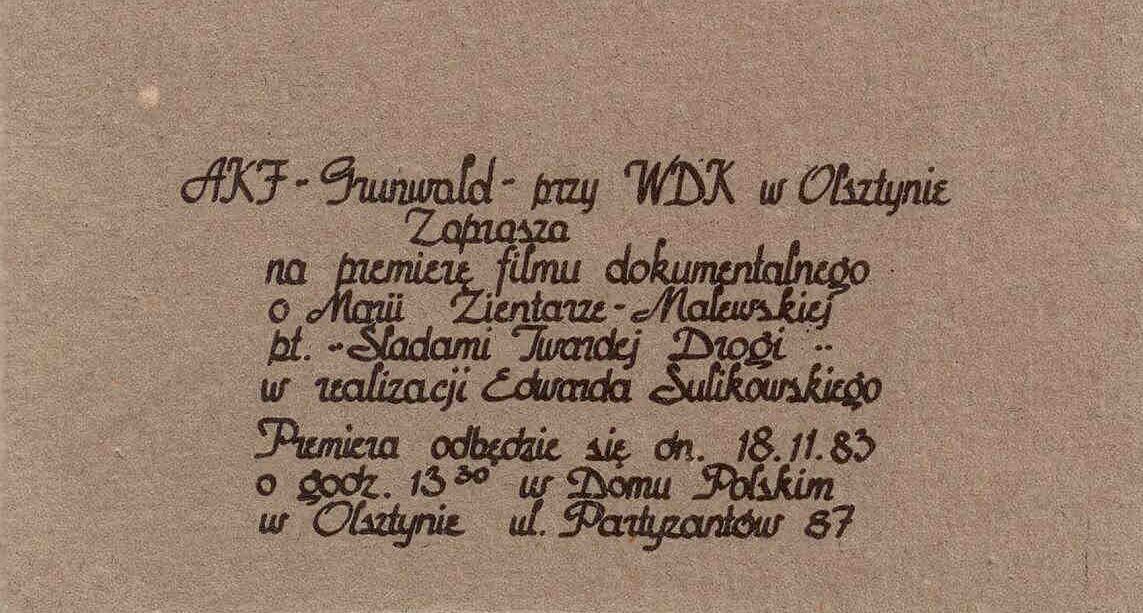 AKF - Grunwald - przy WDK w Olsztynie
Zaprasza
na premierę filmu dokumentalnego
o Marii Zientarze-Malewskiej
pt. -Śladami Twardej Drogi --
w realizacji Edwarda Sulikowskiego
Premiera odbędzie się dn. 18.11.83
o godz. 13³⁰ w Domu Polskim
w Olsztynie ul. Partyzantów 87